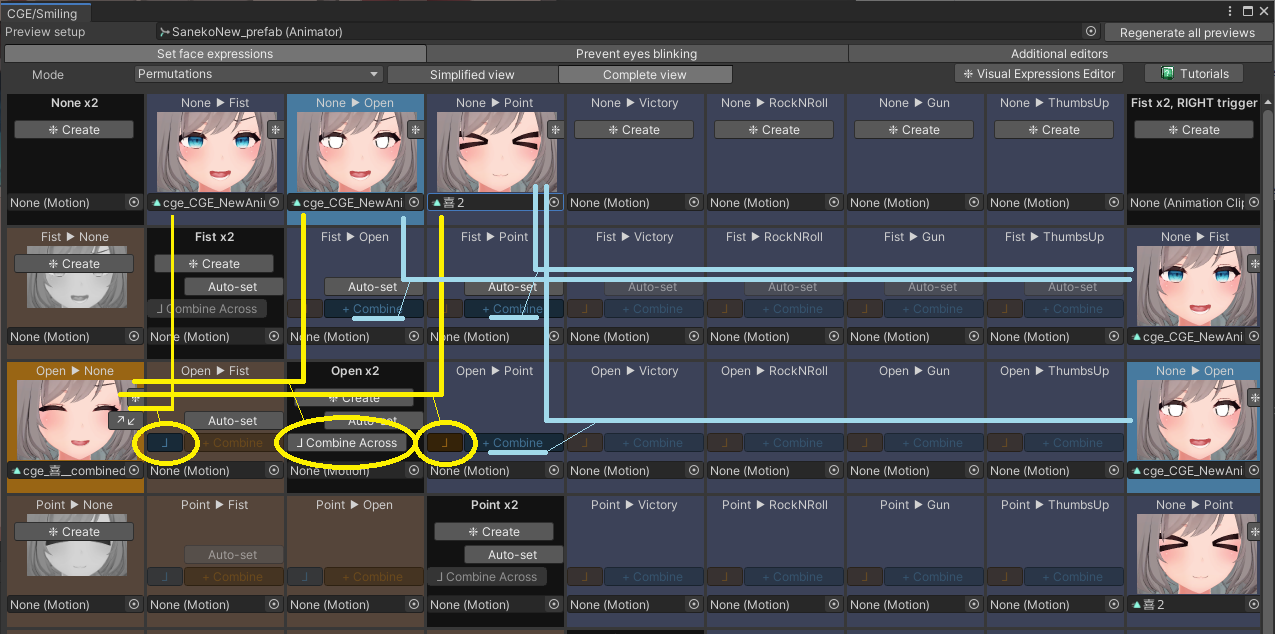 CGE/Smiling
Preview setup SanekoNew_prefab (Animator) Regenerate all previews
Set face expressions Prevent eyes blinking Additional editors
Mode Permutations Simplified view Complete view Visual Expressions Editor Tutorials
None x2 None ▶ Fist None ▶ Open None ▶ Point None ▶ Victory None ▶ RockNRoll None ▶ Gun None ▶ ThumbsUp Fist x2, RIGHT trigger
Create Create Create Create Create Create
None (Motion) cge_CGE_NewAni cge_CGE_NewAni 喜2 None (Motion) None (Motion) None (Motion) None (Motion) None (Animation Clip
Fist ▶ None Fist x2 Fist ▶ Open Fist ▶ Point Fist ▶ Victory Fist ▶ RockNRoll Fist ▶ Gun Fist ▶ ThumbsUp None ▶ Fist
Create Create
Auto-set Auto-set Auto-set Auto-set Auto-set Auto-set Auto-set
Combine Across + Combine + Combine + Combine + Combine + Combine + Combine
None (Motion) None (Motion) None (Motion) None (Motion) None (Motion) None (Motion) None (Motion) None (Motion) cge_CGE_NewAni
Open ▶ None Open ▶ Fist Open x2 Open ▶ Point Open ▶ Victory Open ▶ RockNRoll Open ▶ Gun Open ▶ ThumbsUp None ▶ Open
Create
Auto-set Auto-set
+ Combine Combine Across + Combine + Combine + Combine + Combine + Combine
cge_喜__combined None (Motion) None (Motion) None (Motion) None (Motion) None (Motion) None (Motion) None (Motion) cge_CGE_NewAni
Point ▶ None Point ▶ Fist Point ▶ Open Point x2 Point ▶ Victory Point ▶ RockNRoll Point ▶ Gun Point ▶ ThumbsUp None ▶ Point
Create Create
Auto-set Auto-set
+ Combine + Combine Combine Across + Combine + Combine + Combine + Combine
None (Motion) None (Motion) None (Motion) None (Motion) None (Motion) None (Motion) None (Motion) None (Motion) 喜2